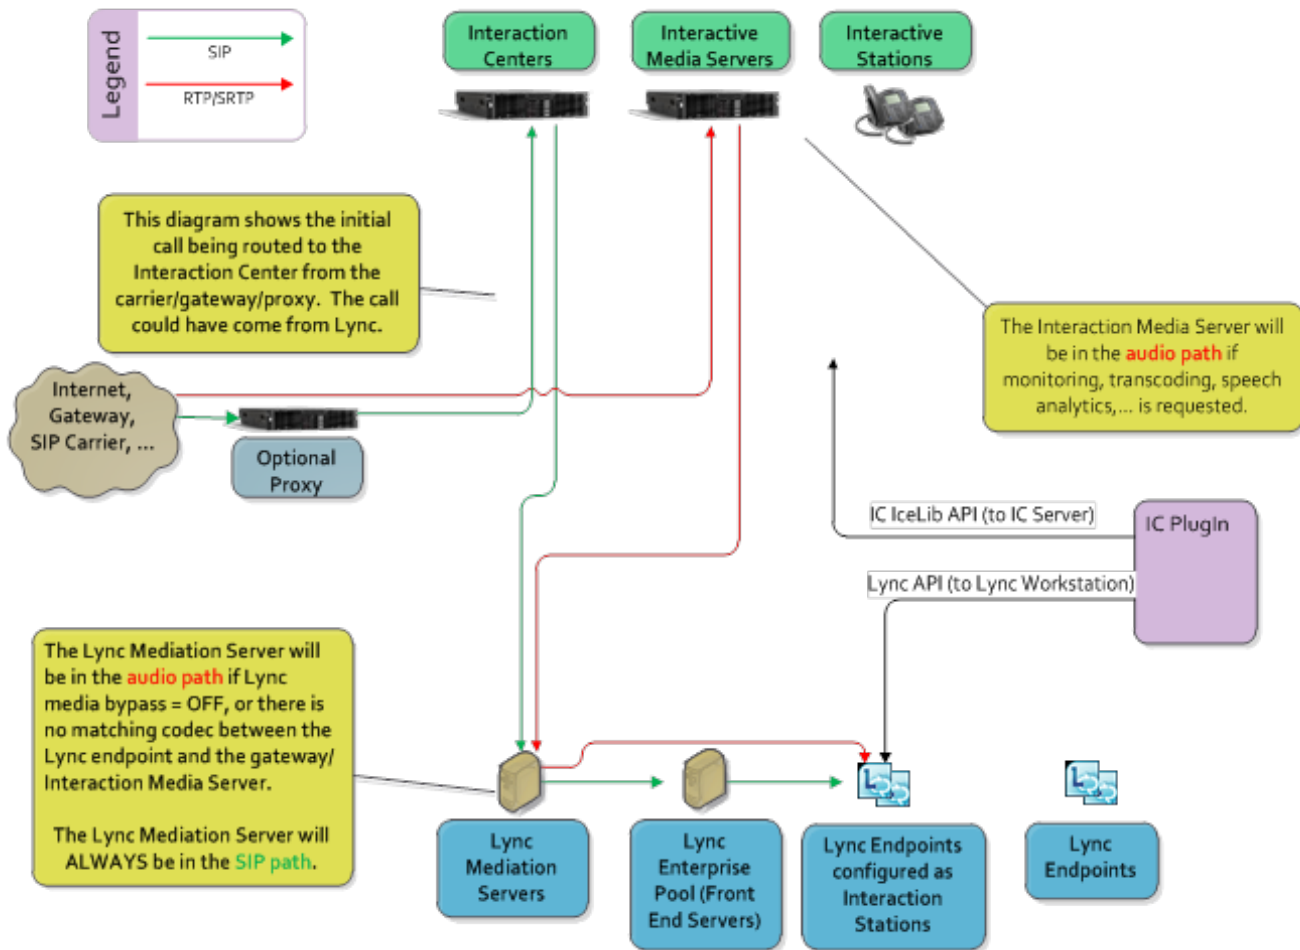 Legend
SIP
RTP/SRTP
Interaction
Centers
Interactive
Media Servers
Interactive
Stations
This diagram shows the initial
call being routed to the
Interaction Center from the
carrier/gateway/proxy.  The call
could have come from Lync.
The Interaction Media Server will
be in the audio path if
monitoring, transcoding, speech
analytics,... is requested.
Internet,
Gateway,
SIP Carrier, ...
Optional
Proxy
IC IceLib API (to IC Server)
IC PlugIn
Lync API (to Lync Workstation)
The Lync Mediation Server will
be in the audio path if Lync
media bypass = OFF, or there is
no matching codec between the
Lync endpoint and the gateway/
Interaction Media Server.
The Lync Mediation Server will
ALWAYS be in the SIP path.
Lync
Mediation
Servers
Lync
Enterprise
Pool (Front
End Servers)
Lync Endpoints
configured as
Interaction
Stations
Lync
Endpoints